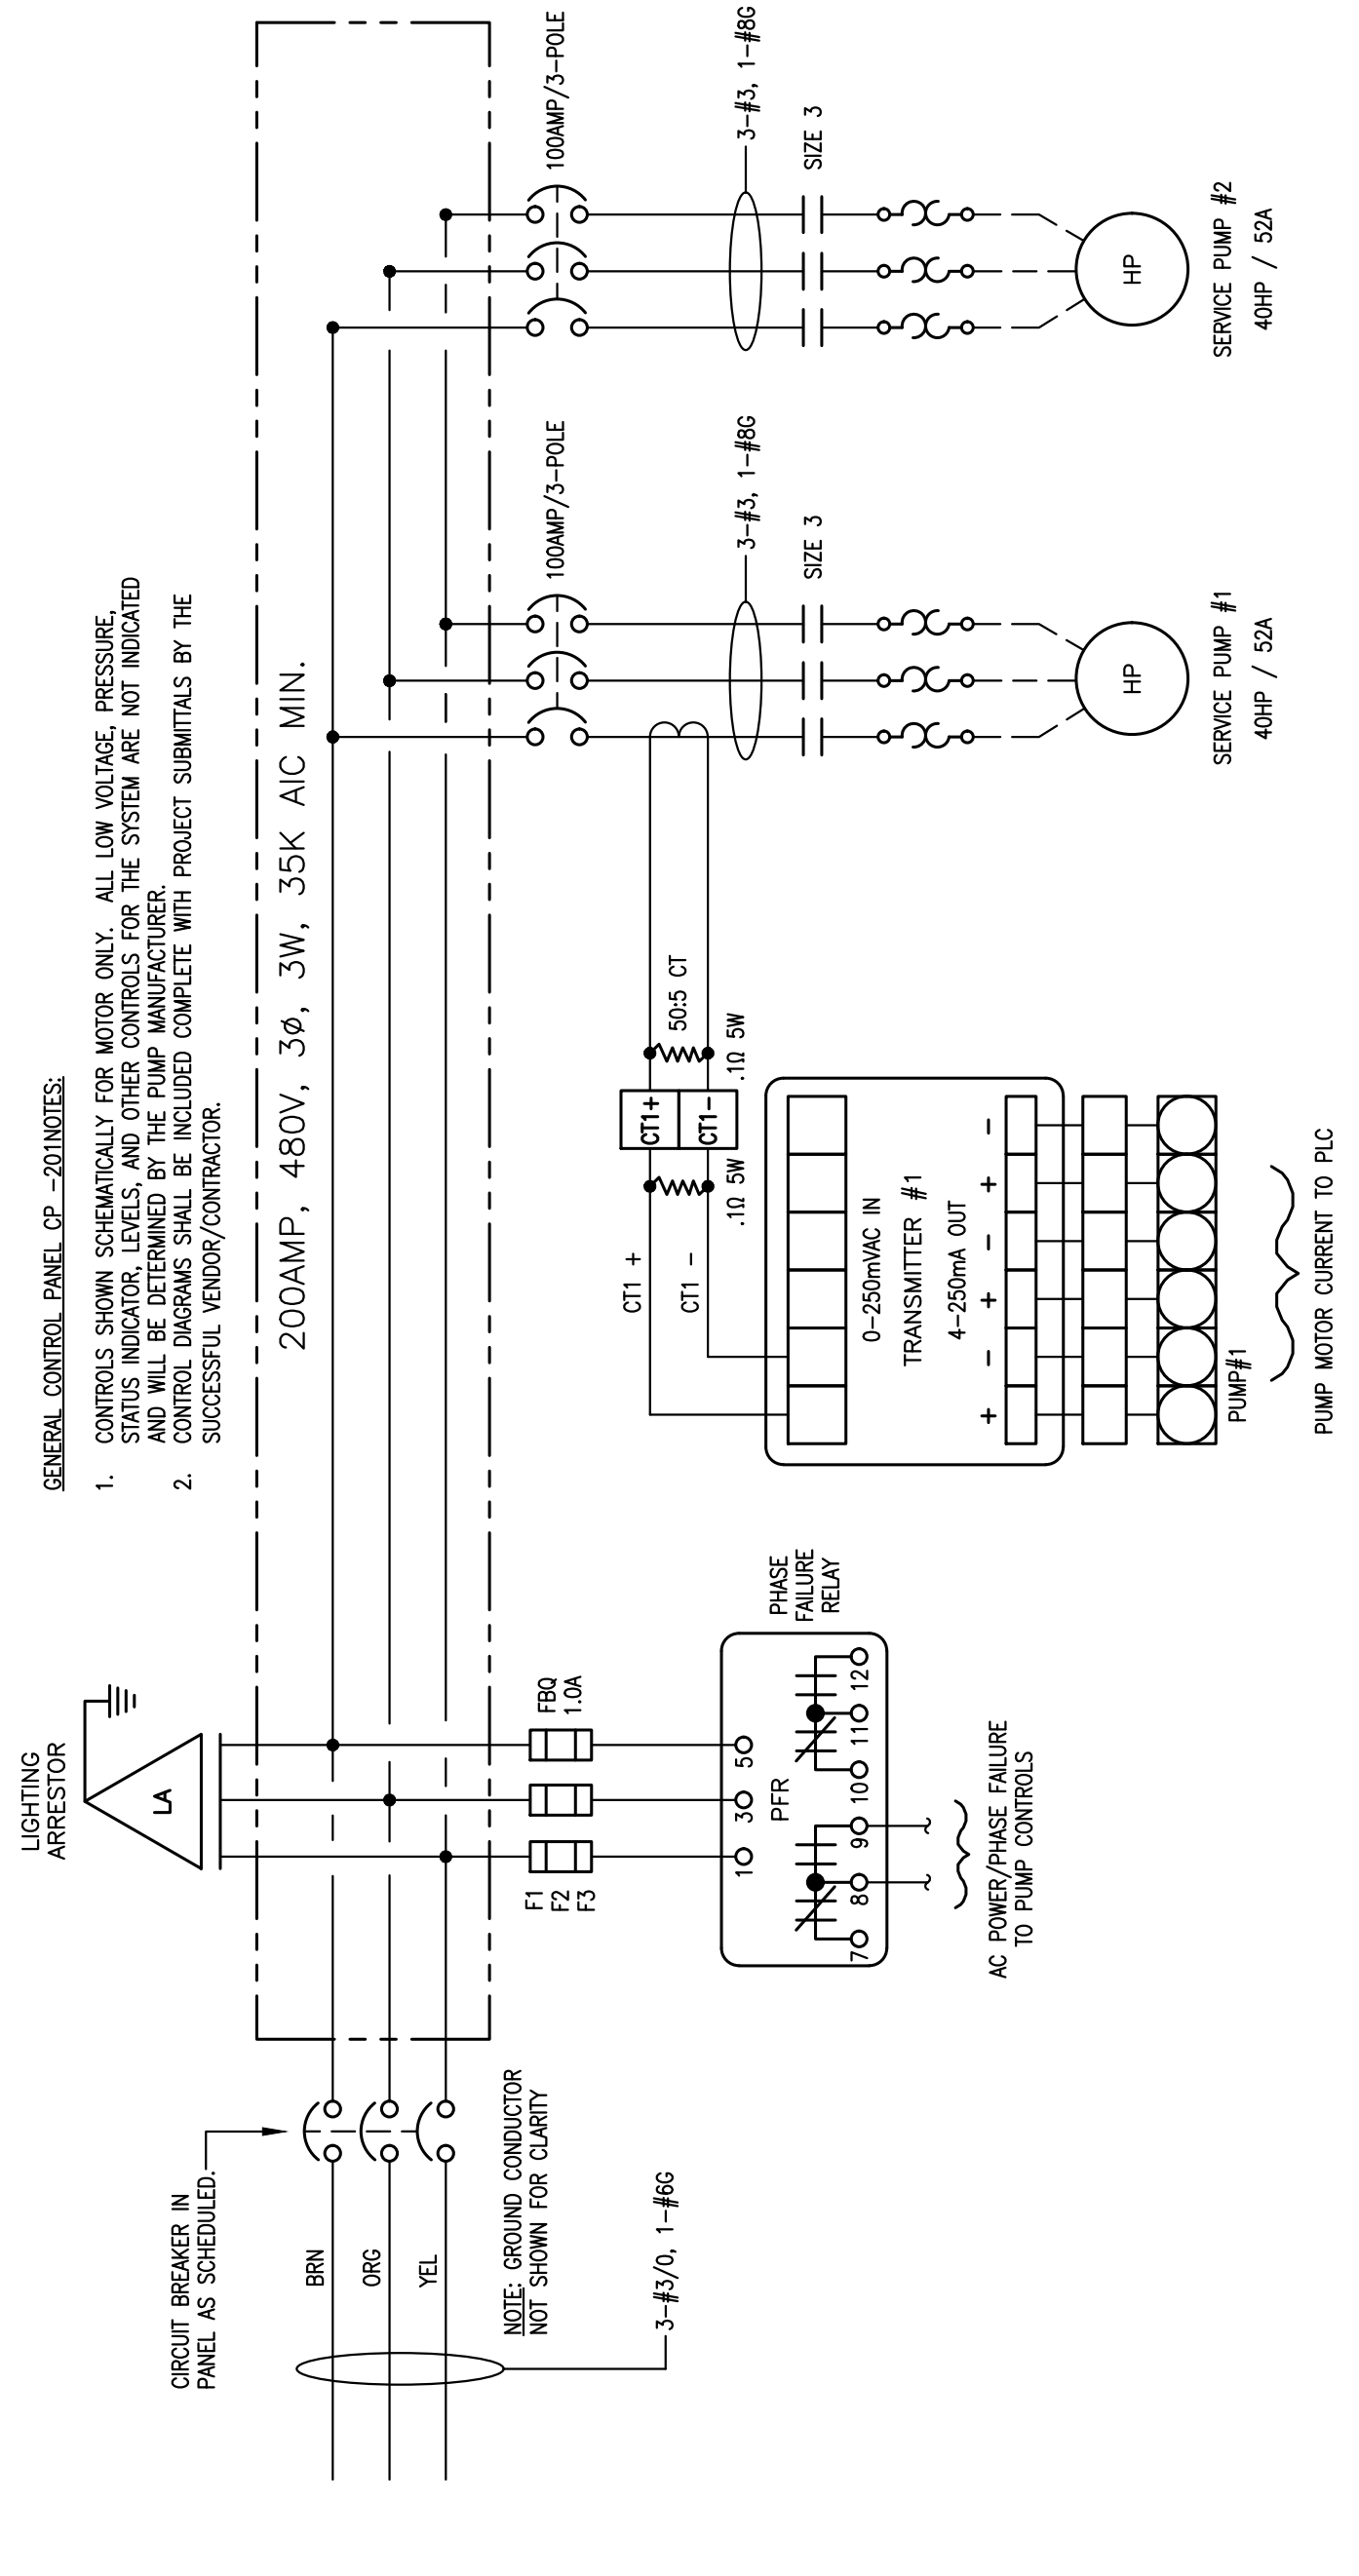 GENERAL CONTROL PANEL CP -201NOTES:
1. CONTROLS SHOWN SCHEMATICALLY FOR MOTOR ONLY. ALL LOW VOLTAGE, PRESSURE,
STATUS INDICATOR, LEVELS, AND OTHER CONTROLS FOR THE SYSTEM ARE NOT INDICATED
AND WILL BE DETERMINED BY THE PUMP MANUFACTURER.
2. CONTROL DIAGRAMS SHALL BE INCLUDED COMPLETE WITH PROJECT SUBMITTALS BY THE
SUCCESSFUL VENDOR/CONTRACTOR.
LIGHTING
ARRESTOR
LA
CIRCUIT BREAKER IN
PANEL AS SCHEDULED.
200AMP, 480V, 3Ø, 3W, 35K AIC MIN.
BRN
ORG
YEL
NOTE: GROUND CONDUCTOR
NOT SHOWN FOR CLARITY
3-#3/0, 1-#6G
F1
F2
F3
FBQ
1.0A
1
3
5
PFR
PHASE
FAILURE
RELAY
7
8
9
10
11
12
AC POWER/PHASE FAILURE
TO PUMP CONTROLS
CT1 +
CT1 -
.1Ω 5W
CT1+
CT1-
.1Ω 5W
50:5 CT
0-250mVAC IN
TRANSMITTER #1
4-250mA OUT
+ - + - + -
PUMP#1
PUMP MOTOR CURRENT TO PLC
100AMP/3-POLE
3-#3, 1-#8G
SIZE 3
HP
SERVICE PUMP #1
40HP / 52A
100AMP/3-POLE
3-#3, 1-#8G
SIZE 3
HP
SERVICE PUMP #2
40HP / 52A